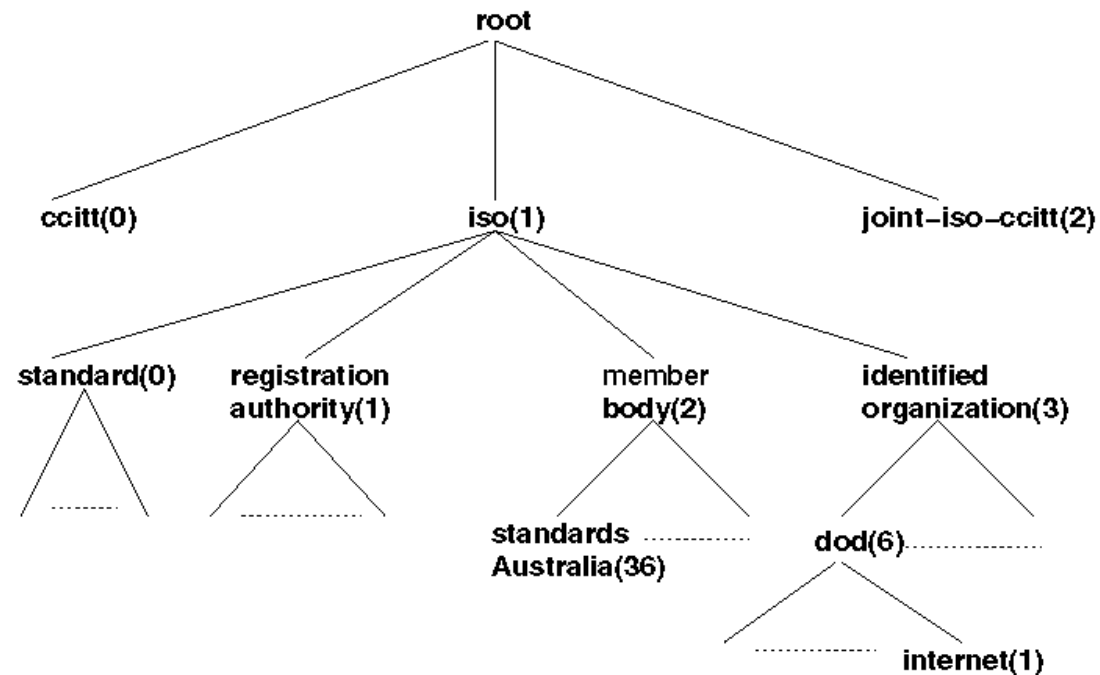 root
ccitt(0)
iso(1)
joint-iso-ccitt(2)
standard(0)
registration
authority(1)
member
body(2)
identified
organization(3)
standards
Australia(36)
dod(6)
internet(1)